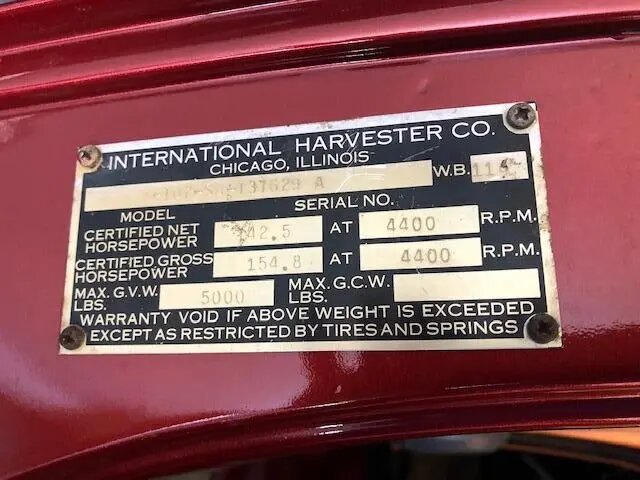 INTERNATIONAL HARVESTER CO.
CHICAGO, ILLINOIS
A W.B.
MODEL SERIAL NO.
CERTIFIED NET HORSEPOWER 142.5 AT 4400 R.P.M.
CERTIFIED GROSS HORSEPOWER 154.8 AT 4400 R.P.M.
MAX. G.V.W. LBS. 5000 MAX. G.C.W. LBS.
WARRANTY VOID IF ABOVE WEIGHT IS EXCEEDED
EXCEPT AS RESTRICTED BY TIRES AND SPRINGS